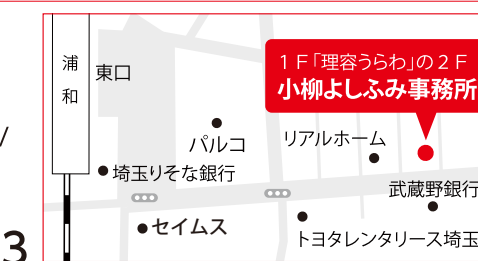 浦和
東口
1F「理容うらわ」の2F
小柳よしふみ事務所
パルコ
リアルホーム
埼玉りそな銀行
武蔵野銀行
セイムス
トヨタレンタリース埼玉
/
3